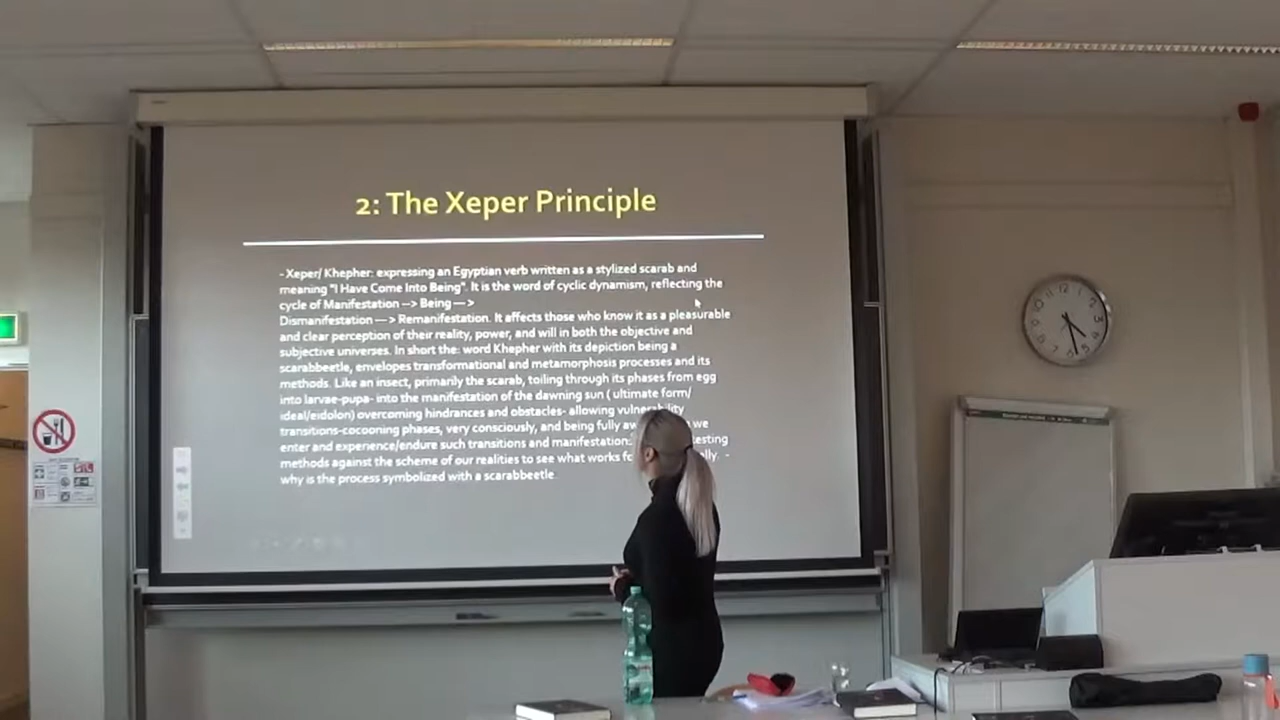 2: The Xeper Principle
- Xeper/ Khepher: expressing an Egyptian verb written as a stylized scarab and
meaning "I Have Come Into Being". It is the word of cyclic dynamism, reflecting the
cycle of Manifestation —> Being — >
Dismanifestation — > Remanifestation. It affects those who know it as a pleasurable
and clear perception of their reality, power, and will in both the objective and
subjective universes. In short the: word Khepher with its depiction being a
scarabbeetle, envelopes transformational and metamorphosis processes and its
methods. Like an insect, primarily the scarab, toiling through its phases from egg
into larvae-pupa- into the manifestation of the dawning sun ( ultimate form/
ideal/eidolon) overcoming hindrances and obstacles- allowing vulnerability
transitions-cocooning phases, very consciously, and being fully we
enter and experience/endure such transitions and manifestation: testing
methods against the scheme of our realities to see what works -
why is the process symbolized with a scarabbeetle.
12
3
5